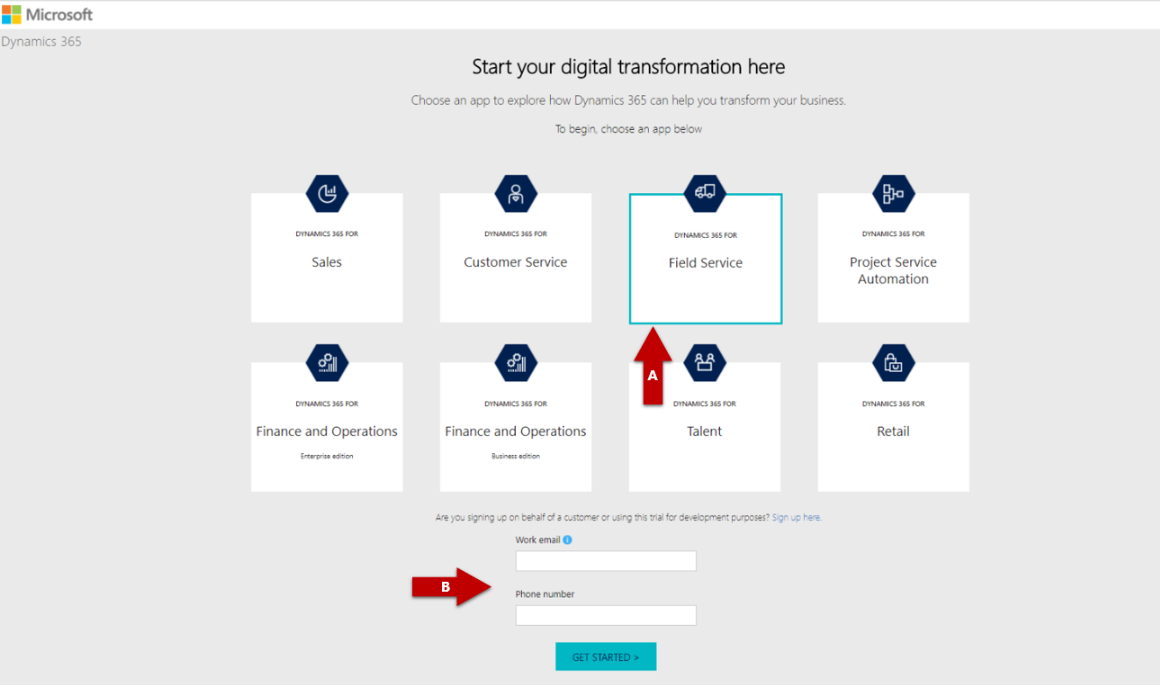 Microsoft
Dynamics 365
Start your digital transformation here
Choose an app to explore how Dynamics 365 can help you transform your business.
To begin, choose an app below
DYNAMICS 365 FOR
Sales
DYNAMICS 365 FOR
Customer Service
DYNAMICS 365 FOR
Field Service
DYNAMICS 365 FOR
Project Service
Automation
A
DYNAMICS 365 FOR
Finance and Operations
Enterprise edition
DYNAMICS 365 FOR
Finance and Operations
Business edition
DYNAMICS 365 FOR
Talent
DYNAMICS 365 FOR
Retail
Are you signing up on behalf of a customer or using this trial for development purposes? Sign up here.
Work email i
B
Phone number
GET STARTED >